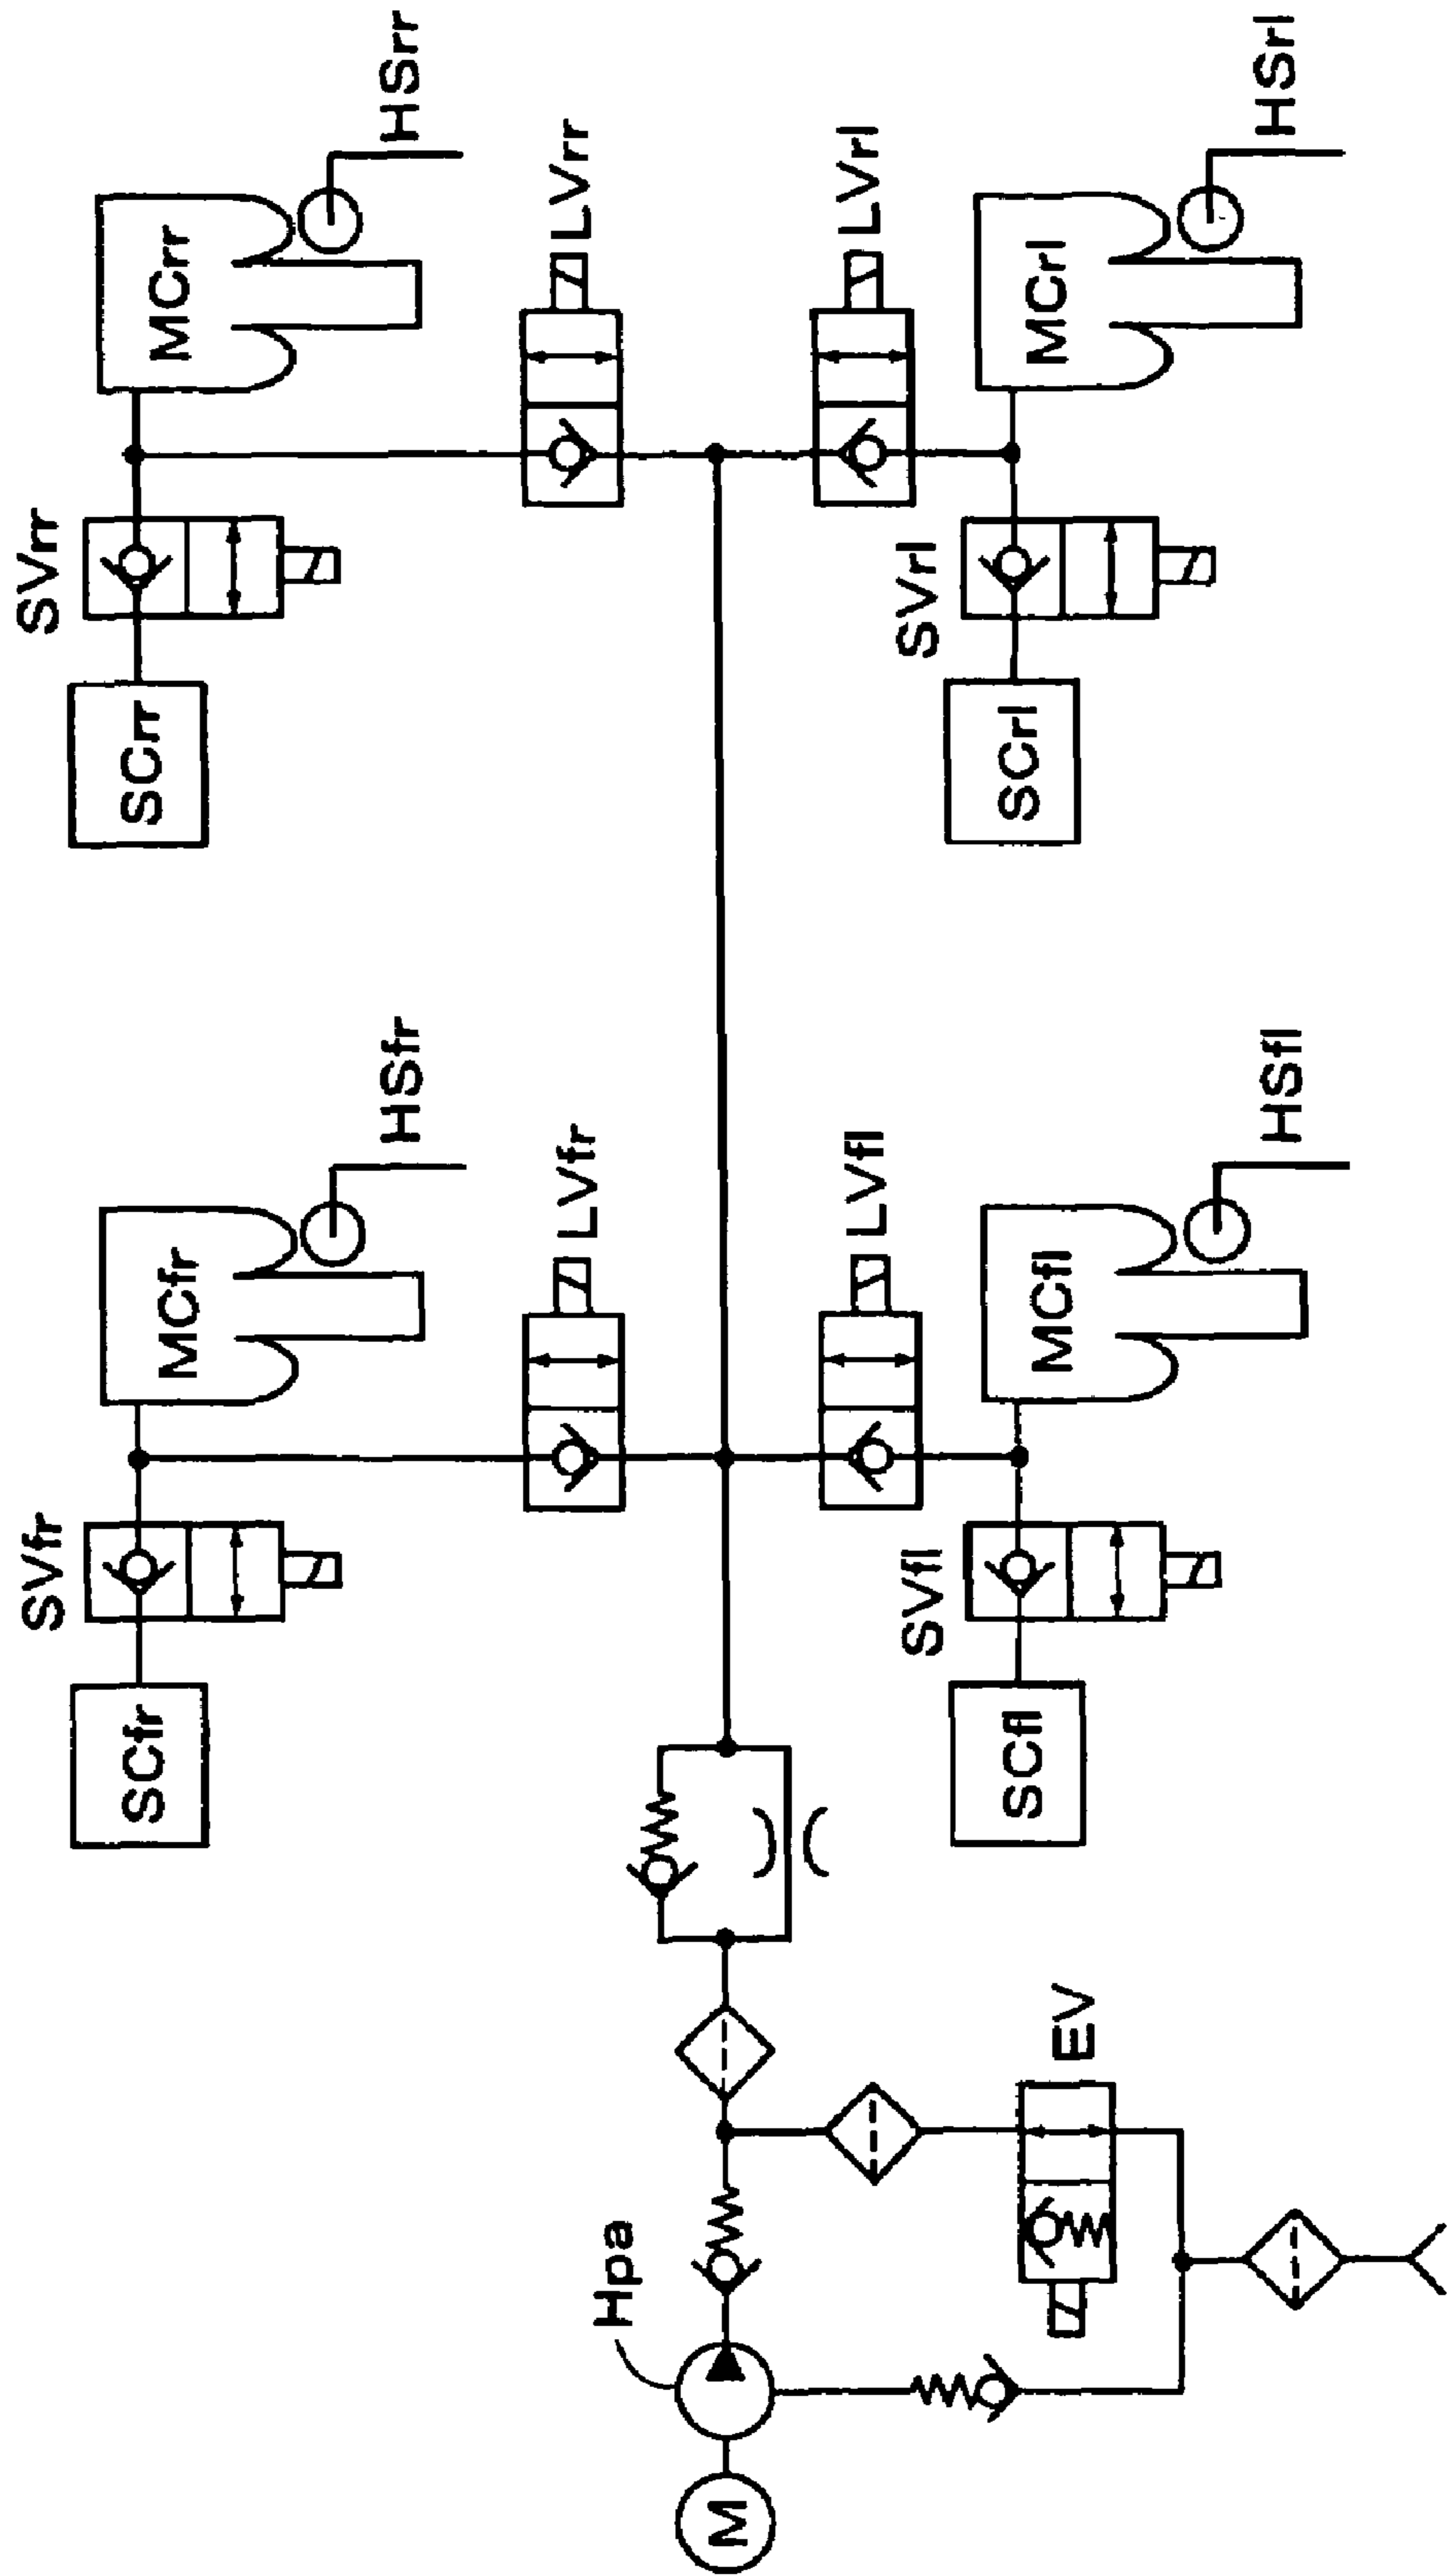 SVrr
SCrr
MCrr
HSrr
LVrr
LVrl
SVrl
SCrl
MCrl
HSrl
SVfr
SCfr
MCfr
HSfr
LVfr
LVfl
SVfl
SCfl
MCfl
HSfl
Hpa
M
EV